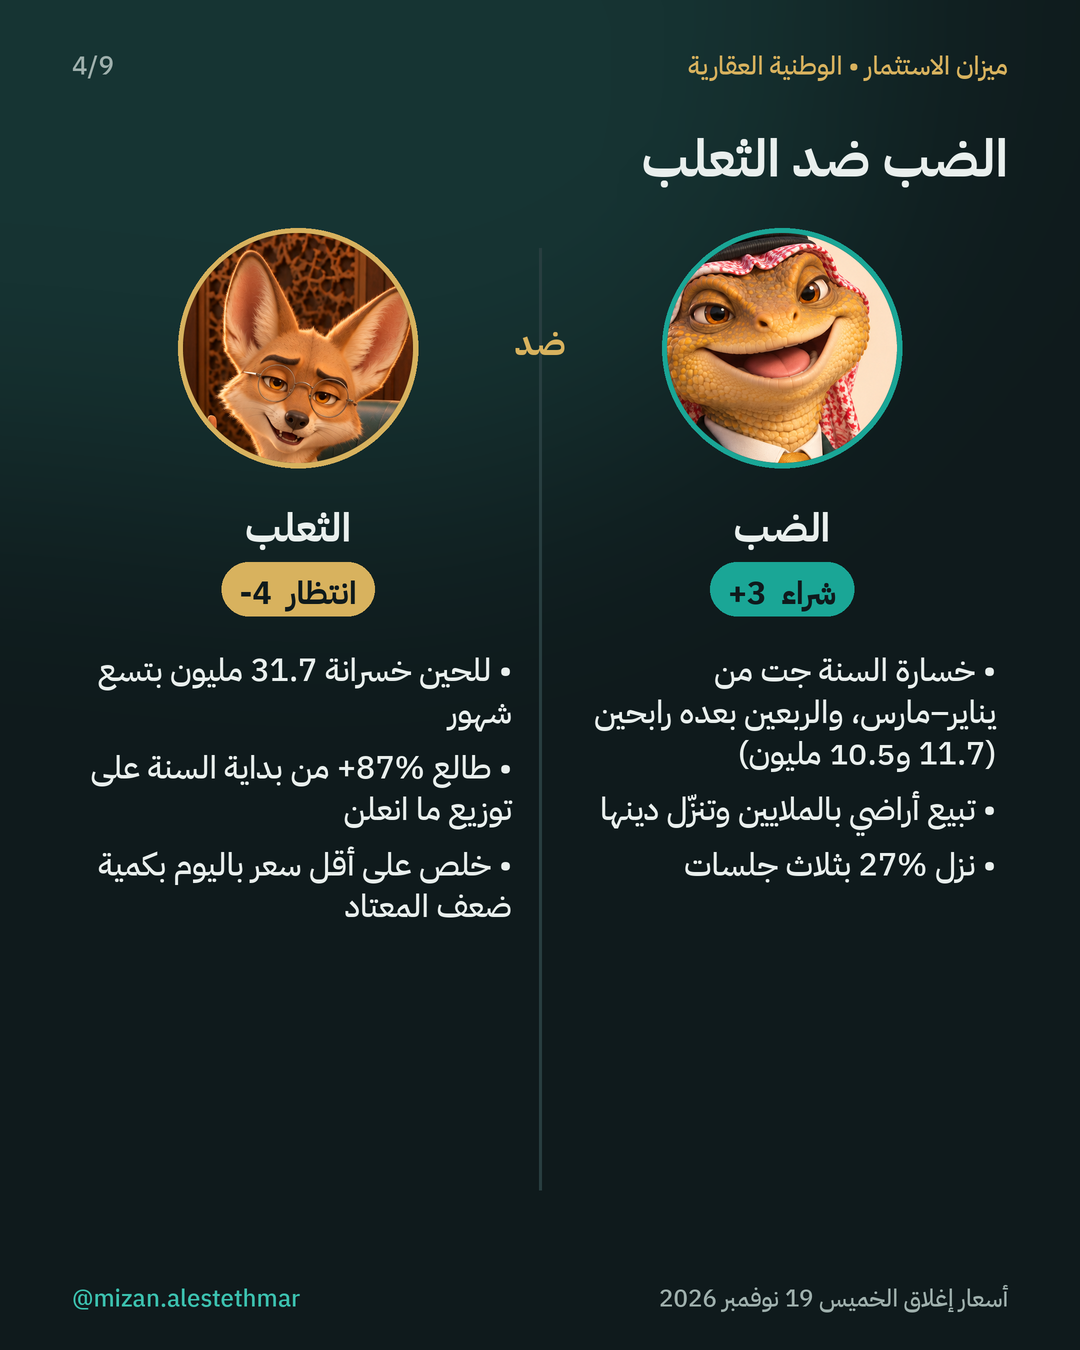 ميزان الاستثمار • الوطنية العقارية
4/9
الضب ضد الثعلب
ضد
الضب
شراء +3
• خسارة السنة جت من
يناير–مارس، والربعين بعده رابحين
(11.7 و10.5 مليون)
• تبيع أراضي بالملايين وتنزّل دينها
• نزل 27% بثلاث جلسات
الثعلب
انتظار -4
• للحين خسرانة 31.7 مليون بتسع
شهور
• طالع 87%+ من بداية السنة على
توزيع ما انعلن
• خلص على أقل سعر باليوم بكمية
ضعف المعتاد
أسعار إغلاق الخميس 19 نوفمبر 2026
@mizan.alestethmar